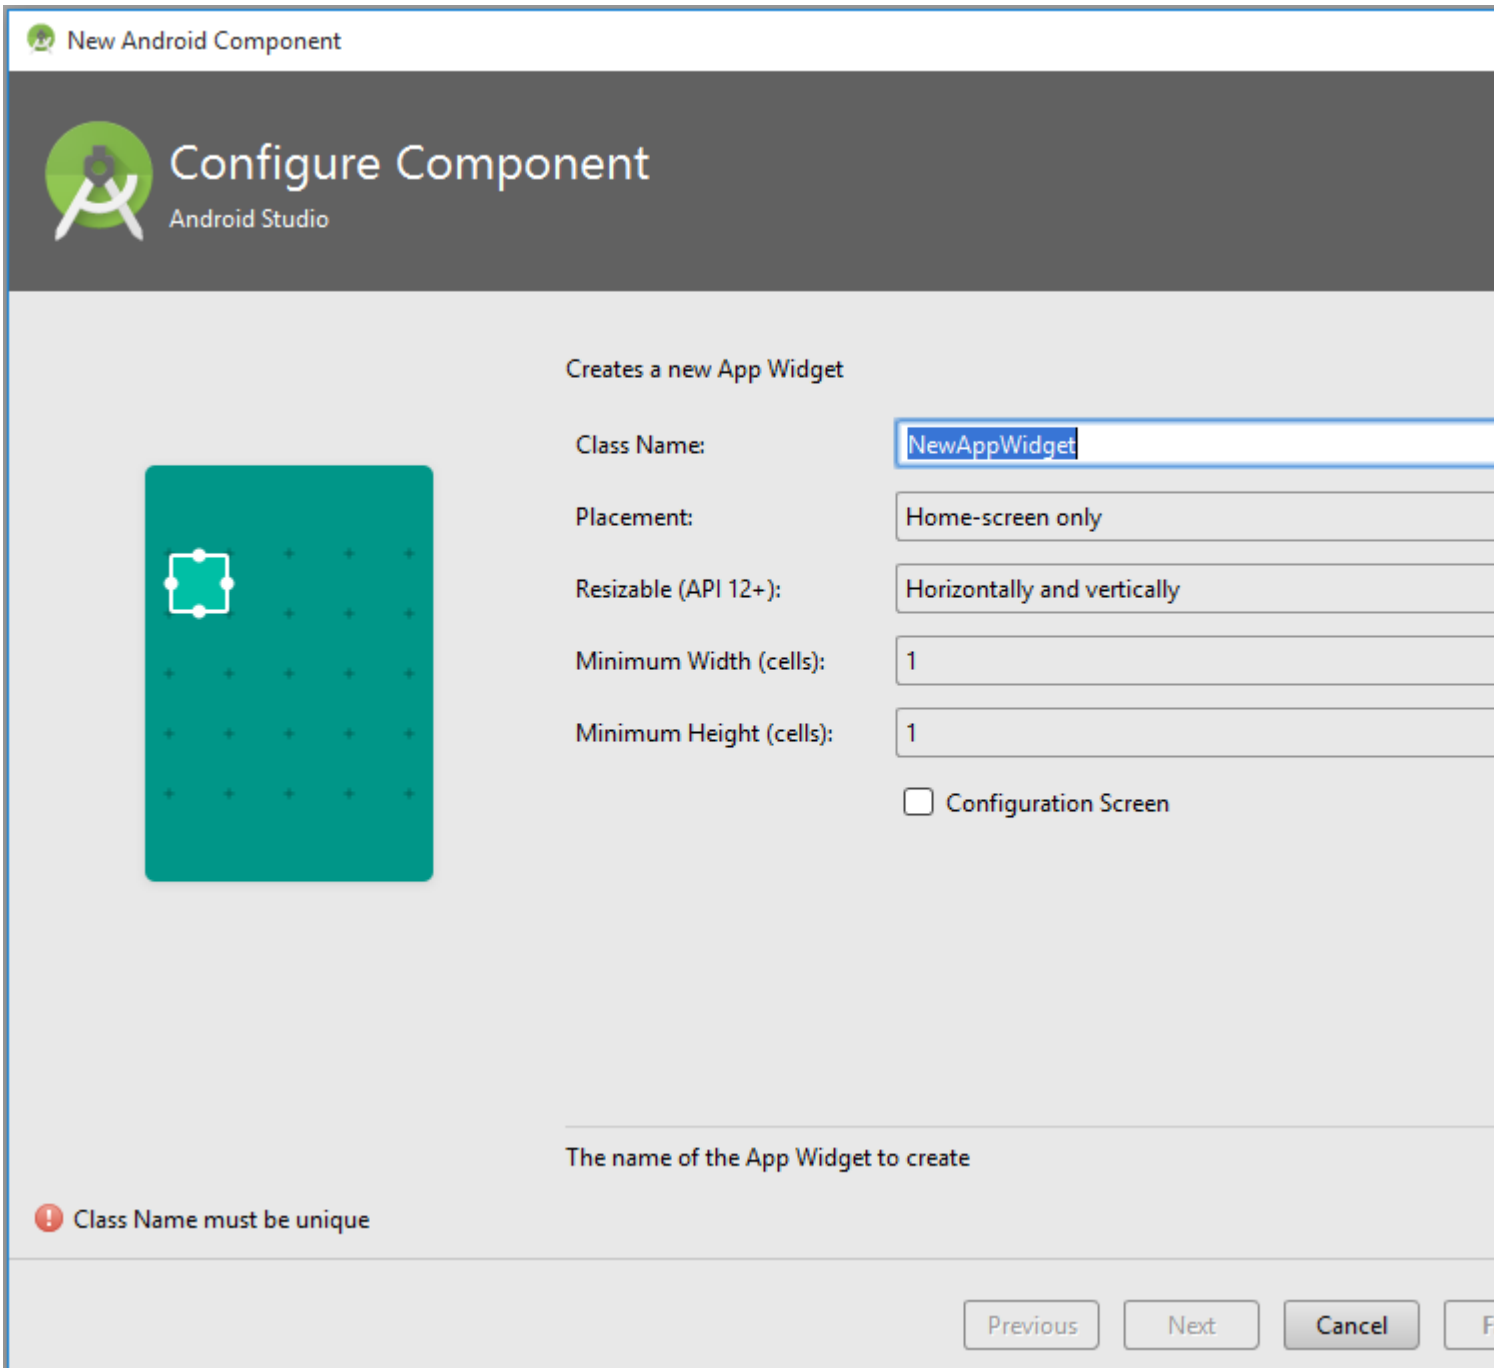 New Android Component
Configure Component
Android Studio
Creates a new App Widget
Class Name: NewAppWidget
Placement: Home-screen only
Resizable (API 12+): Horizontally and vertically
Minimum Width (cells): 1
Minimum Height (cells): 1
Configuration Screen
The name of the App Widget to create
Class Name must be unique
Previous Next Cancel